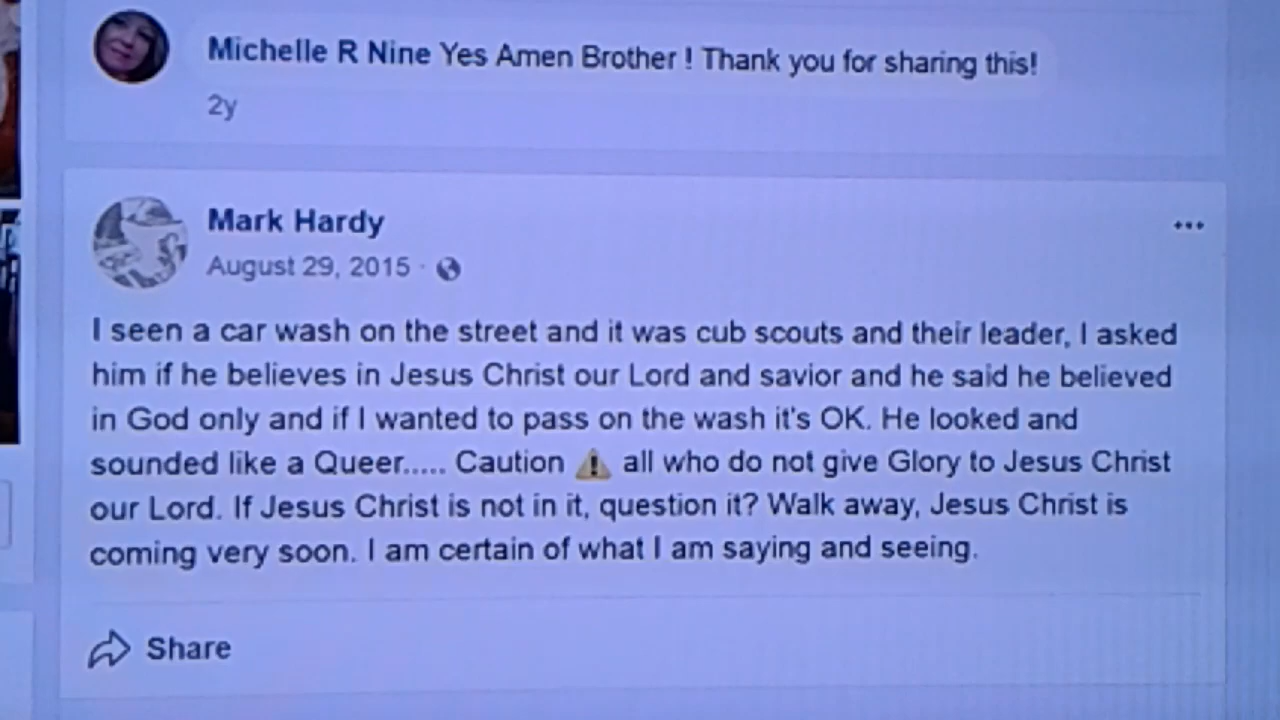 Michelle R Nine Yes Amen Brother ! Thank you for sharing this!
2y
Mark Hardy
August 29, 2015 ·
I seen a car wash on the street and it was cub scouts and their leader, I asked
him if he believes in Jesus Christ our Lord and savior and he said he believed
in God only and if I wanted to pass on the wash it's OK. He looked and
sounded like a Queer..... Caution ⚠ all who do not give Glory to Jesus Christ
our Lord. If Jesus Christ is not in it, question it? Walk away, Jesus Christ is
coming very soon. I am certain of what I am saying and seeing.
Share